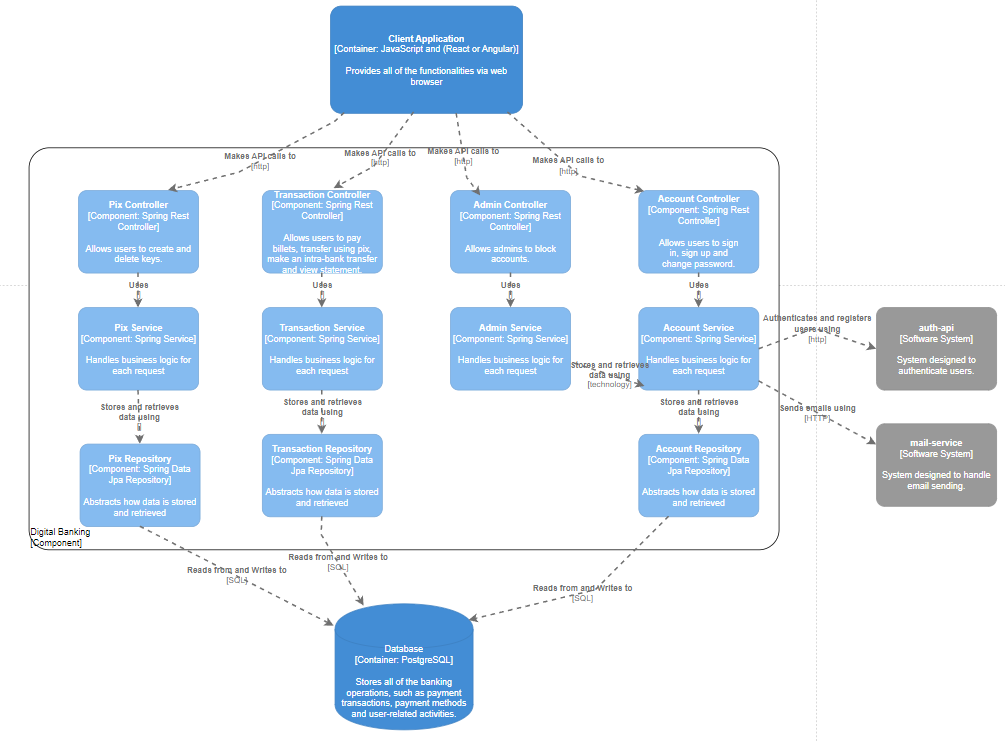 Client Application
[Container: JavaScript and (React or Angular)]
Provides all of the functionalities via web
browser
Makes API calls to
[http]
Makes API calls to
[http]
Makes API calls to
[http]
Makes API calls to
[http]
Pix Controller
[Component: Spring Rest
Controller]
Allows users to create and
delete keys.
Transaction Controller
[Component: Spring Rest
Controller]
Allows users to pay
billets, transfer using pix,
make an intra-bank transfer
and view statement.
Admin Controller
[Component: Spring Rest
Controller]
Allows admins to block
accounts.
Account Controller
[Component: Spring Rest
Controller]
Allows users to sign
in, sign up and
change password.
Uses
[]
Uses
[]
Uses
[]
Uses
[]
Pix Service
[Component: Spring Service]
Handles business logic for
each request
Transaction Service
[Component: Spring Service]
Handles business logic for
each request
Admin Service
[Component: Spring Service]
Handles business logic for
each request
Stores and retrieves
data using
[technology]
Account Service
[Component: Spring Service]
Handles business logic for
each request
Authenticates and registers
users using
[http]
auth-api
[Software System]
System designed to
authenticate users.
Stores and retrieves
data using
[]
Stores and retrieves
data using
[]
Stores and retrieves
data using
[]
Sends emails using
[HTTP]
mail-service
[Software System]
System designed to handle
email sending.
Pix Repository
[Component: Spring Data
Jpa Repository]
Abstracts how data is stored
and retrieved
Transaction Repository
[Component: Spring Data
Jpa Repository]
Abstracts how data is stored
and retrieved
Account Repository
[Component: Spring Data
Jpa Repository]
Abstracts how data is stored
and retrieved
Digital Banking
[Component]
Reads from and Writes to
[SQL]
Reads from and Writes to
[SQL]
Reads from and Writes to
[SQL]
Database
[Container: PostgreSQL]
Stores all of the banking
operations, such as payment
transactions, payment methods
and user-related activities.